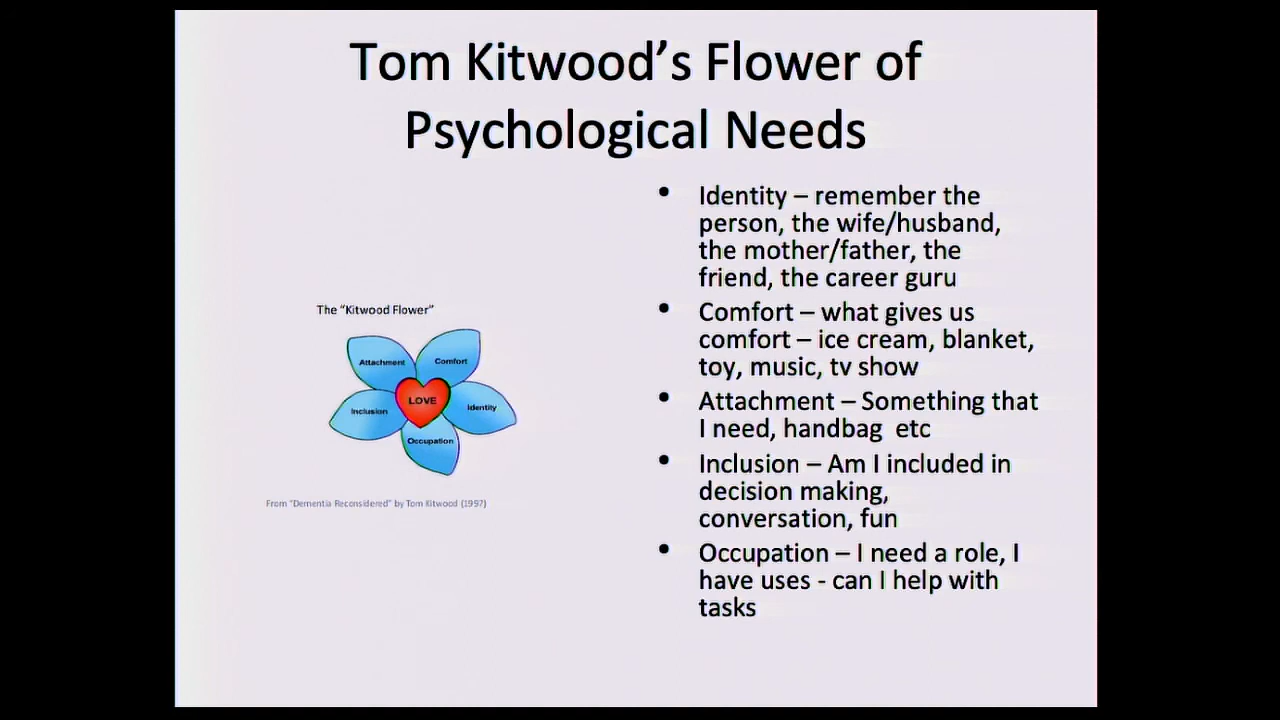 Tom Kitwood's Flower of
Psychological Needs
The "Kitwood Flower"
Attachment
Comfort
Inclusion
LOVE
Identity
Occupation
From "Dementia Reconsidered" by Tom Kitwood (1997)
• Identity – remember the
person, the wife/husband,
the mother/father, the
friend, the career guru
• Comfort – what gives us
comfort – ice cream, blanket,
toy, music, tv show
• Attachment – Something that
I need, handbag etc
• Inclusion – Am I included in
decision making,
conversation, fun
• Occupation – I need a role, I
have uses - can I help with
tasks